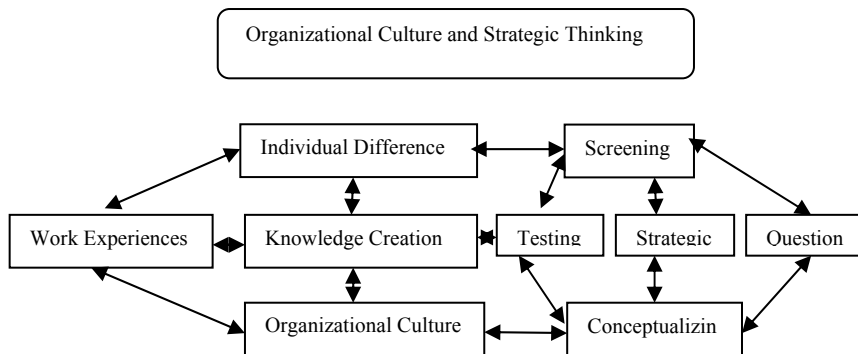 Organizational Culture and Strategic Thinking
Individual Difference
Screening
Work Experiences
Knowledge Creation
Testing
Strategic
Question
Organizational Culture
Conceptualizin